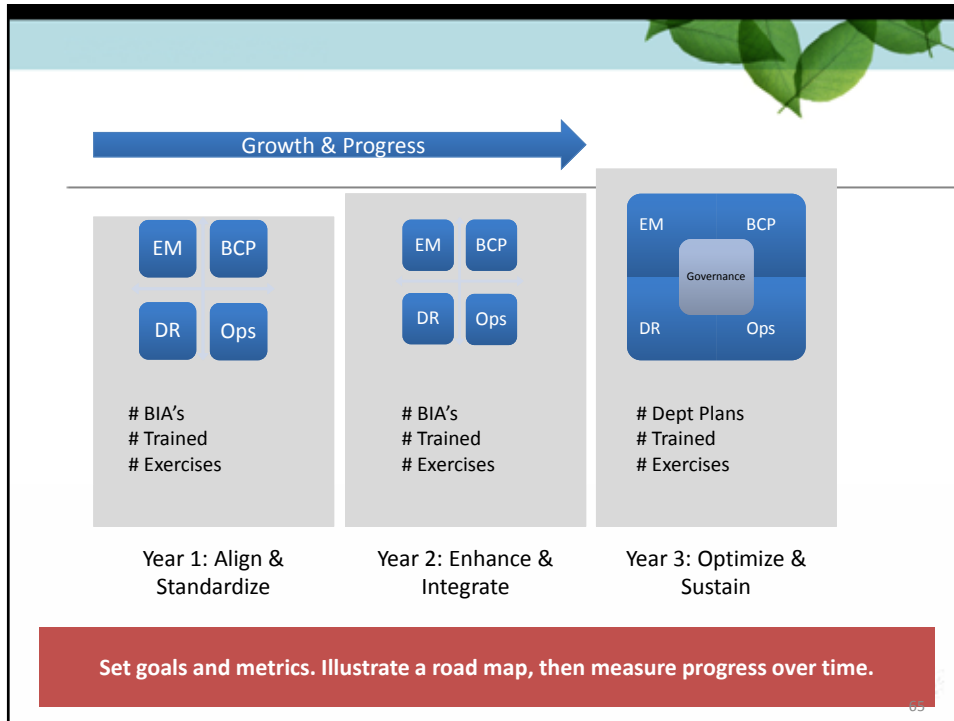 Growth & Progress
EM BCP
DR Ops
# BIA's
# Trained
# Exercises
Year 1: Align &
Standardize
EM BCP
DR Ops
# BIA's
# Trained
# Exercises
Year 2: Enhance &
Integrate
EM BCP
Governance
DR Ops
# Dept Plans
# Trained
# Exercises
Year 3: Optimize &
Sustain
Set goals and metrics. Illustrate a road map, then measure progress over time.
65